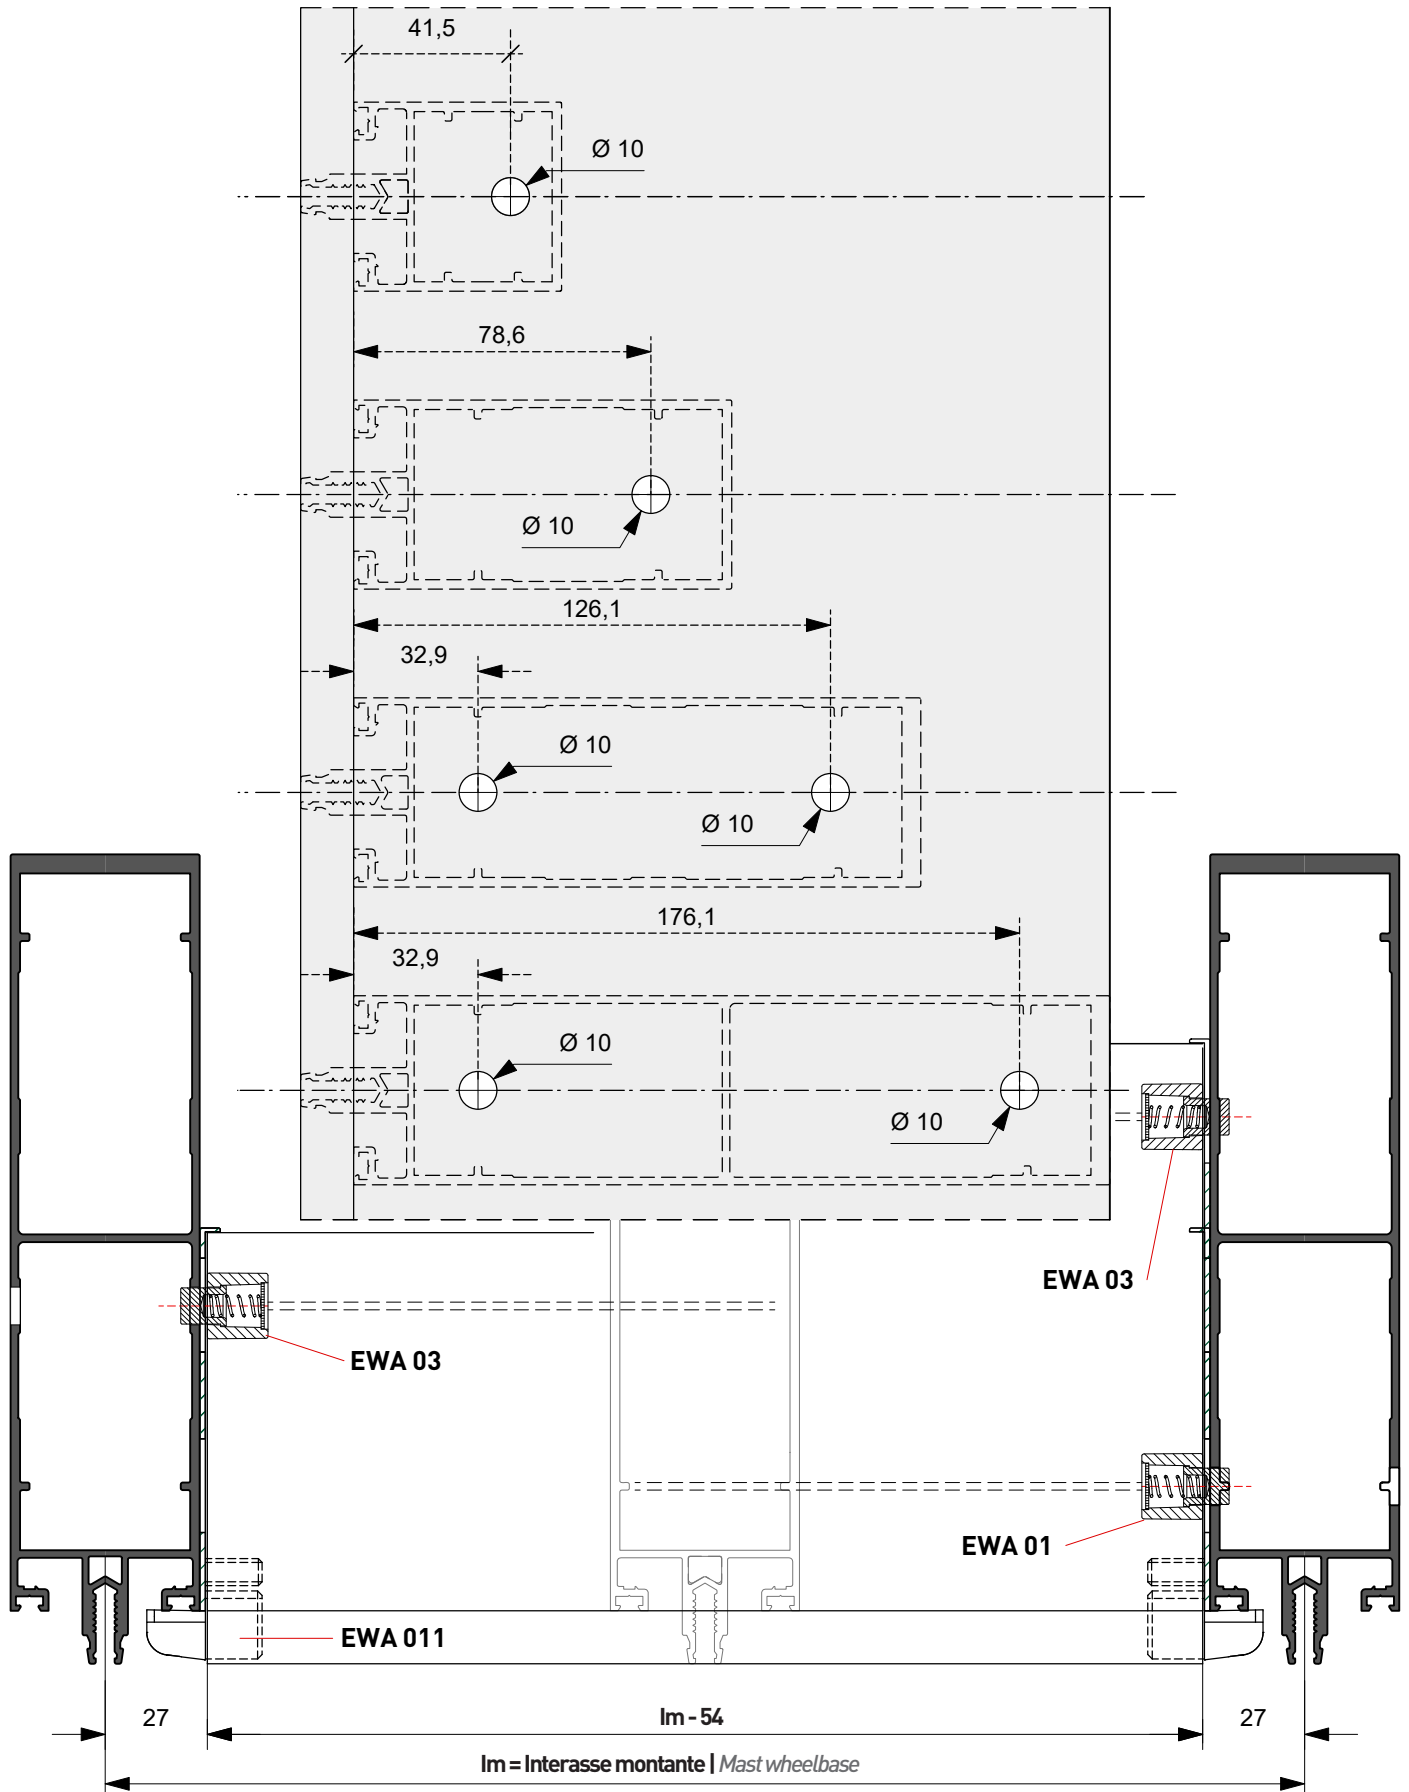 41,5
Ø 10
78,6
Ø 10
126,1
32,9
Ø 10
Ø 10
176,1
32,9
Ø 10
Ø 10
EWA 03
EWA 03
EWA 01
EWA 011
27
Im - 54
27
Im = Interasse montante | Mast wheelbase